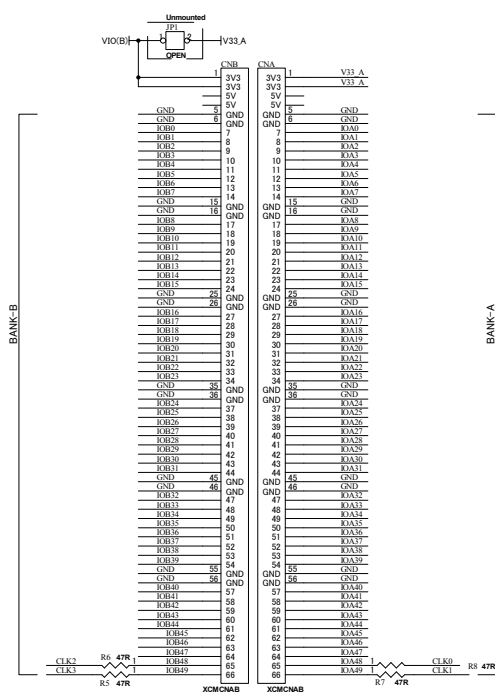 Unmounted
JP1
VIO(B) 1 2 V33_A
OPEN
CNB CNA
1 3V3 3V3 1 V33_A
3V3 3V3 V33_A
5V 5V
5V 5V
GND 5 GND GND 5 GND
GND 6 GND GND 6 GND
IOB0 7 7 IOA0
IOB1 8 8 IOA1
IOB2 9 9 IOA2
IOB3 10 10 IOA3
IOB4 11 11 IOA4
IOB5 12 12 IOA5
IOB6 13 13 IOA6
IOB7 14 14 IOA7
GND 15 GND GND 15 GND
GND 16 GND GND 16 GND
IOB8 17 17 IOA8
IOB9 18 18 IOA9
IOB10 19 19 IOA10
IOB11 20 20 IOA11
IOB12 21 21 IOA12
IOB13 22 22 IOA13
IOB14 23 23 IOA14
IOB15 24 24 IOA15
GND 25 GND GND 25 GND
GND 26 GND GND 26 GND
IOB16 27 27 IOA16
IOB17 28 28 IOA17
IOB18 29 29 IOA18
IOB19 30 30 IOA19
IOB20 31 31 IOA20
IOB21 32 32 IOA21
IOB22 33 33 IOA22
IOB23 34 34 IOA23
GND 35 GND GND 35 GND
GND 36 GND GND 36 GND
IOB24 37 37 IOA24
IOB25 38 38 IOA25
IOB26 39 39 IOA26
IOB27 40 40 IOA27
IOB28 41 41 IOA28
IOB29 42 42 IOA29
IOB30 43 43 IOA30
IOB31 44 44 IOA31
GND 45 GND GND 45 GND
GND 46 GND GND 46 GND
IOB32 47 47 IOA32
IOB33 48 48 IOA33
IOB34 49 49 IOA34
IOB35 50 50 IOA35
IOB36 51 51 IOA36
IOB37 52 52 IOA37
IOB38 53 53 IOA38
IOB39 54 54 IOA39
GND 55 GND GND 55 GND
GND 56 GND GND 56 GND
IOB40 57 57 IOA40
IOB41 58 58 IOA41
IOB42 59 59 IOA42
IOB43 60 60 IOA43
IOB44 61 61 IOA44
IOB45 62 62 IOA45
IOB46 63 63 IOA46
IOB47 64 64 IOA47
CLK2 R6 47R 1 IOB48 65 65 IOA48 1 CLK0 R8 47R
CLK3 1 IOB49 66 66 IOA49 1 CLK1
R5 47R R7 47R
XCMCNAB XCMCNAB
BANK-B
BANK-A